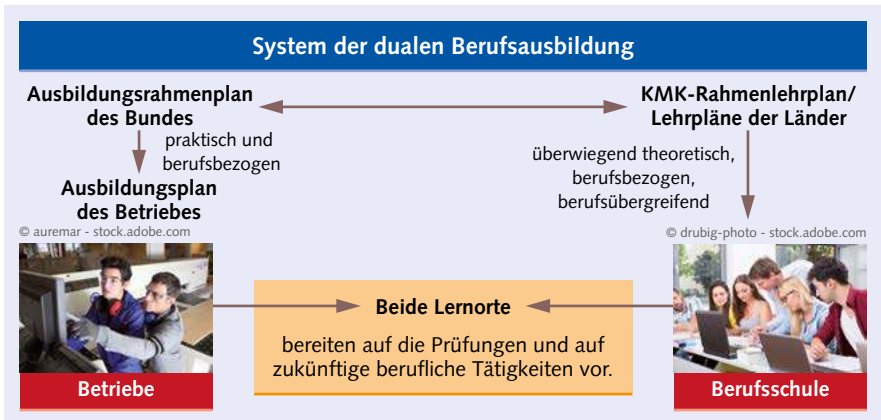 System der dualen Berufsausbildung
Ausbildungsrahmenplan
des Bundes
praktisch und
berufsbezogen
Ausbildungsplan
des Betriebes
© auremar - stock.adobe.com
KMK-Rahmenlehrplan/
Lehrpläne der Länder
überwiegend theoretisch,
berufsbezogen,
berufsübergreifend
© drubig-photo - stock.adobe.com
Beide Lernorte
bereiten auf die Prüfungen und auf
zukünftige berufliche Tätigkeiten vor.
Betriebe
Berufsschule